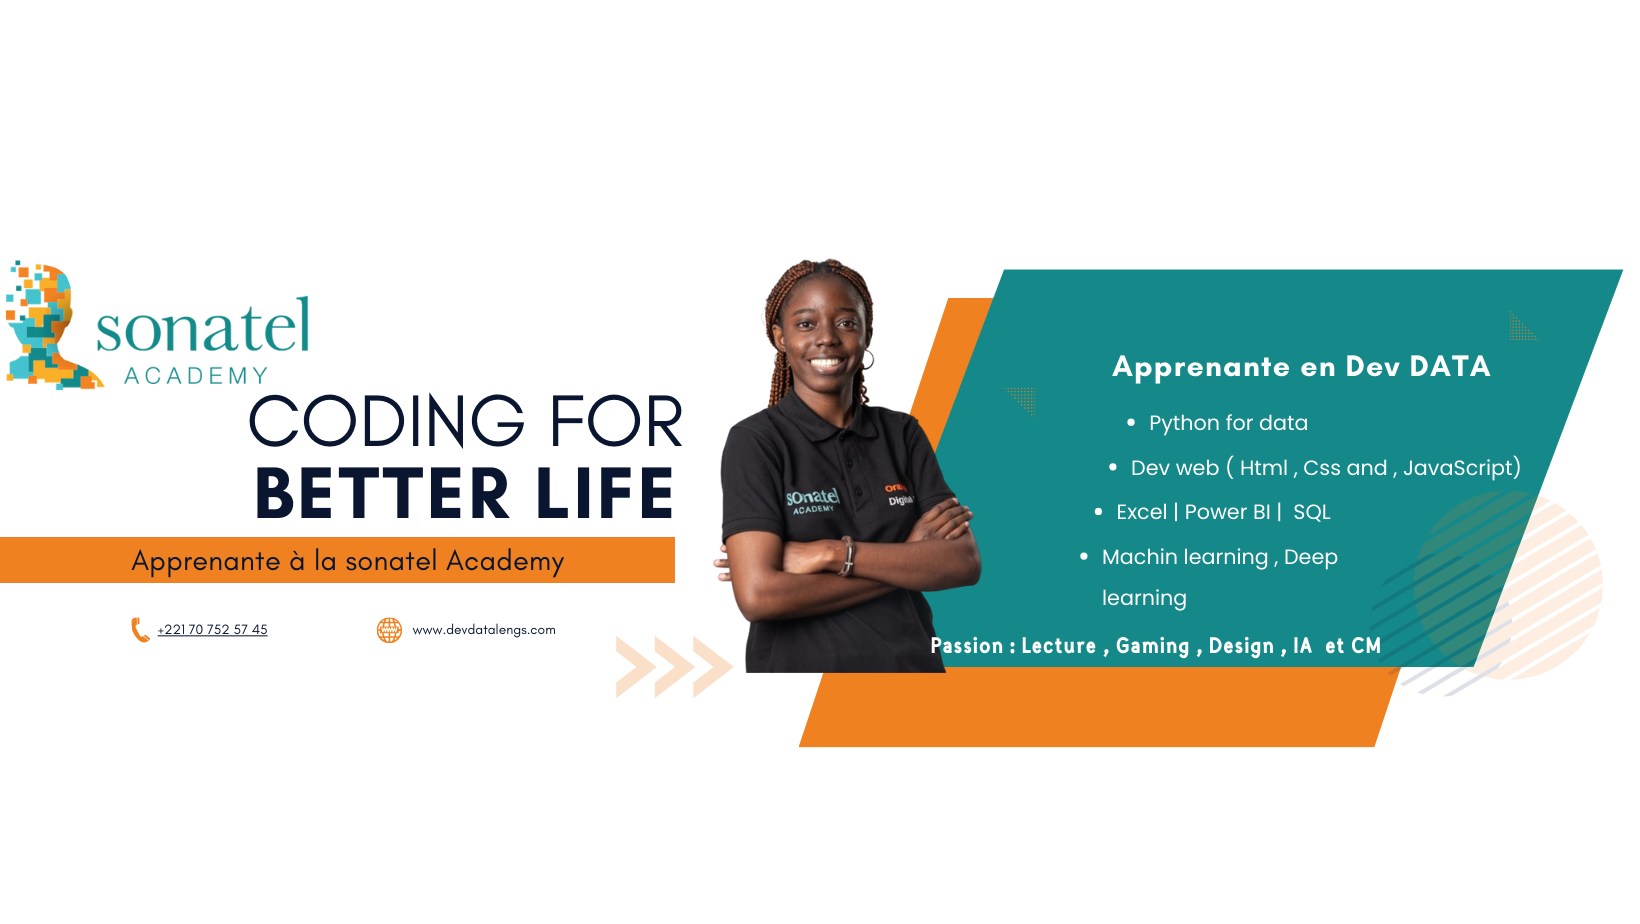 sonatel
ACADEMY
CODING FOR
BETTER LIFE
Apprenante à la sonatel Academy
+221 70 752 57 45
www.devdatalengs.com
sonatel
ACADEMY
Apprenante en Dev DATA
Python for data
Dev web ( Html , Css and , JavaScript)
Excel | Power BI | SQL
Machin learning , Deep
learning
Passion : Lecture , Gaming , Design , IA et CM